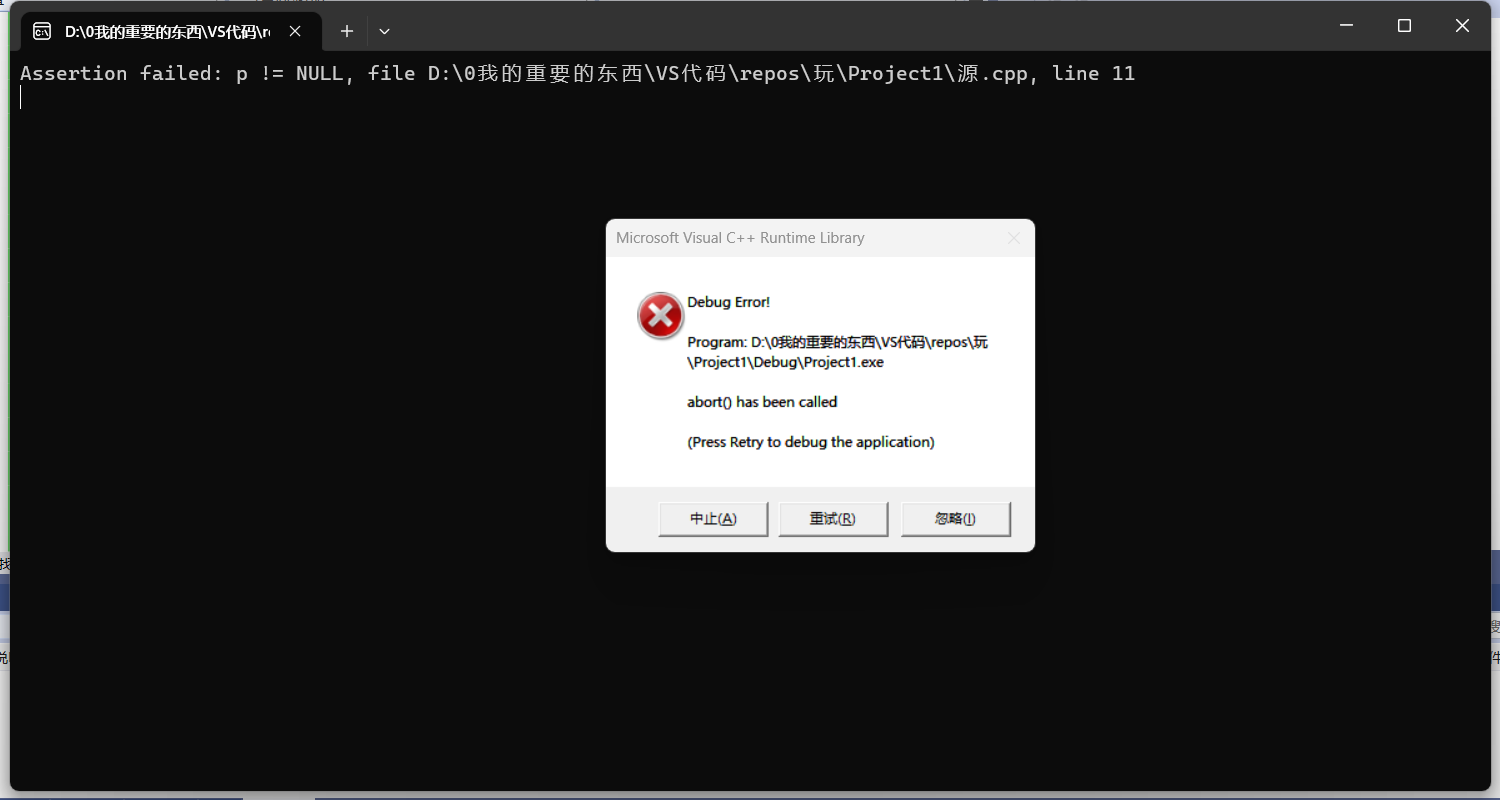 D:\0我的重要的东西\VS代码\r
Assertion failed: p != NULL, file D:\0我的重要的东西\VS代码\repos\玩\Project1\源.cpp, line 11
Microsoft Visual C++ Runtime Library
Debug Error!
Program: D:\0我的重要的东西\VS代码\repos\玩
\Project1\Debug\Project1.exe
abort() has been called
(Press Retry to debug the application)
中止(A) 重试(R) 忽略(I)